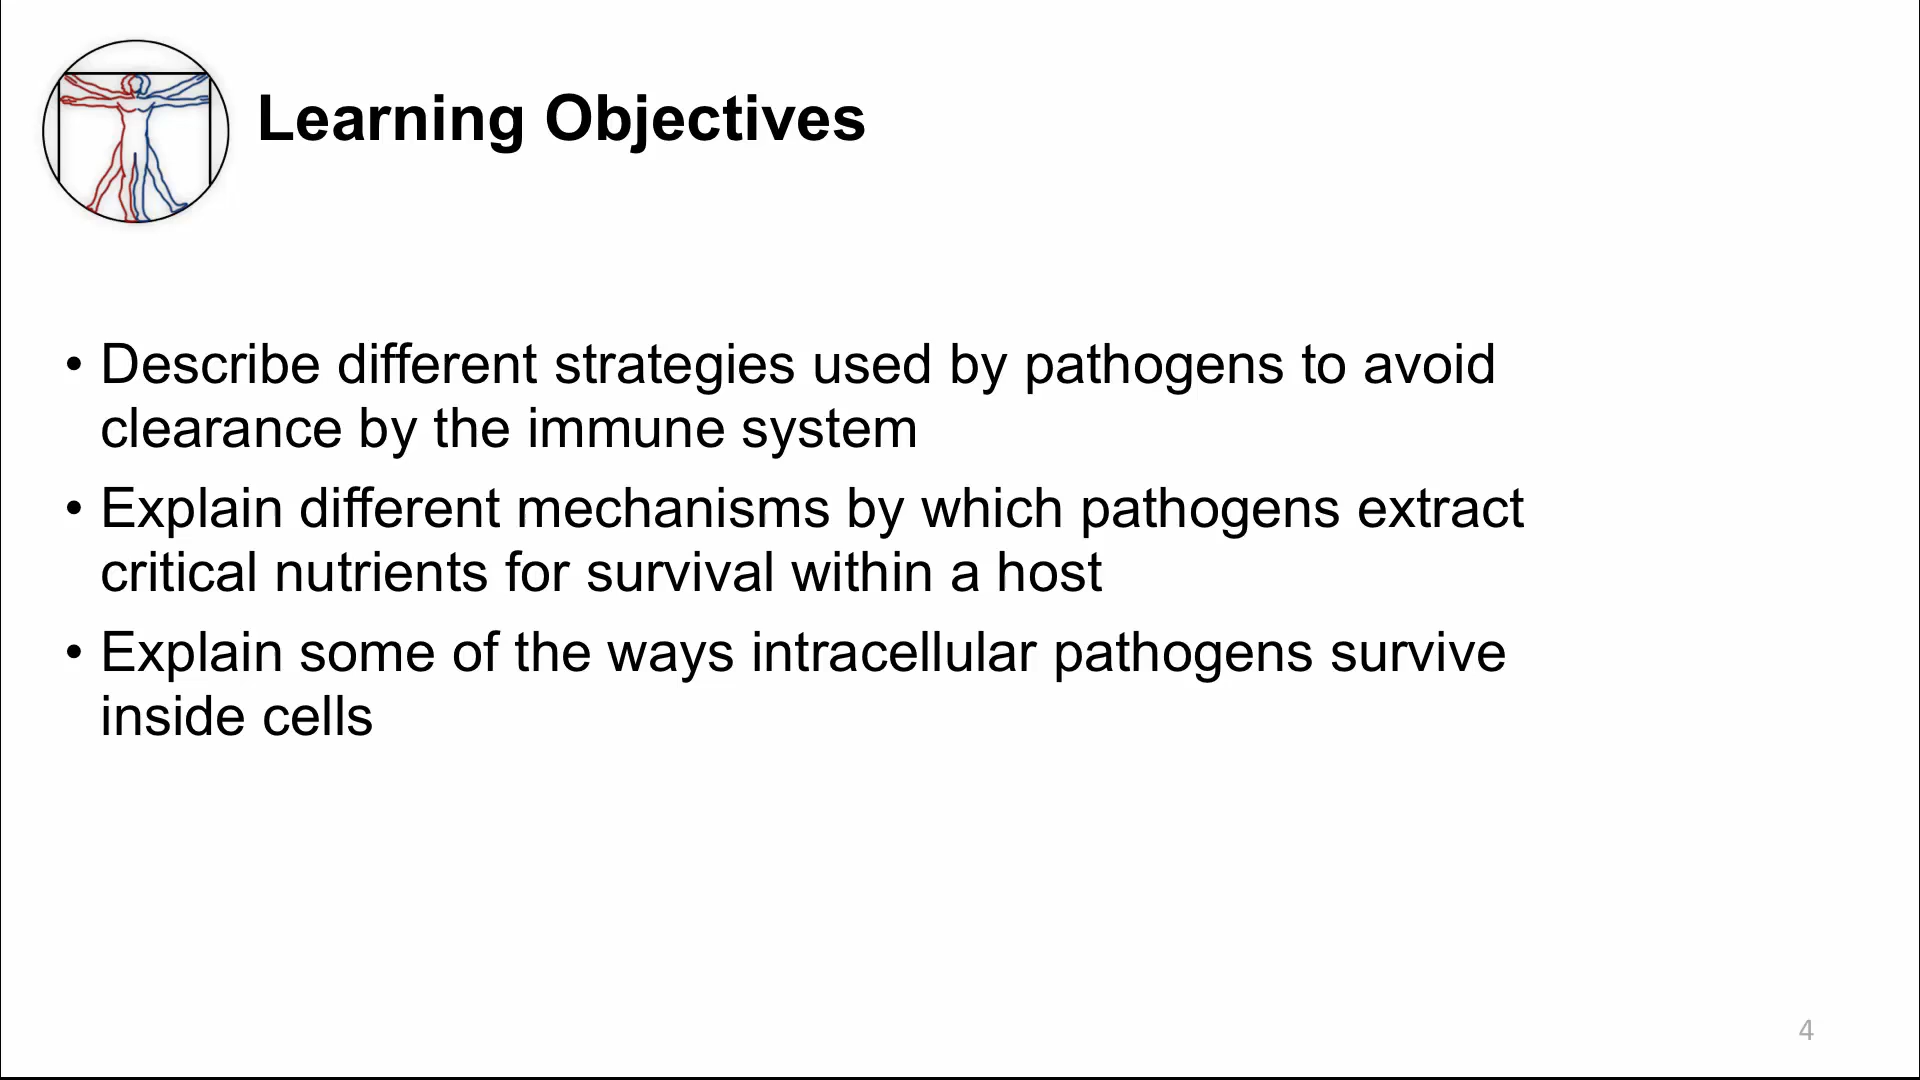 Learning Objectives
• Describe different strategies used by pathogens to avoid
clearance by the immune system
• Explain different mechanisms by which pathogens extract
critical nutrients for survival within a host
• Explain some of the ways intracellular pathogens survive
inside cells
4